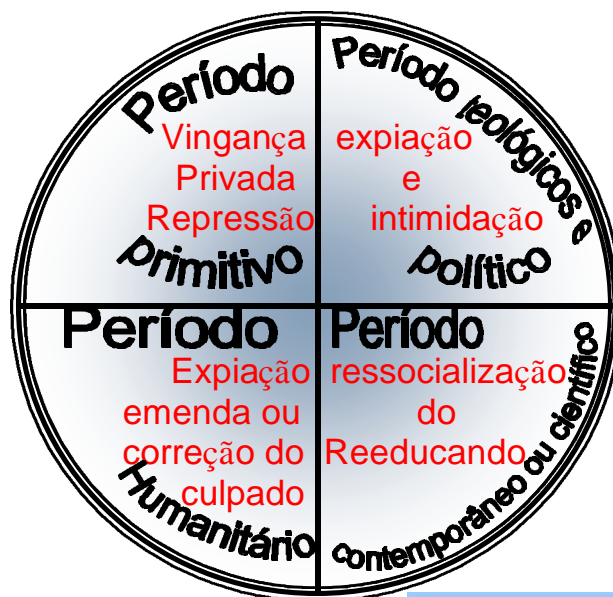 Período
Vingança
Privada
Repressão
primitivo
Período teológicos e
expiação
e
intimidação
político
Período
Expiação
emenda ou
correção do
culpado
Humanitário
Período
ressocialização
do
Reeducando
contemporâneo ou científico